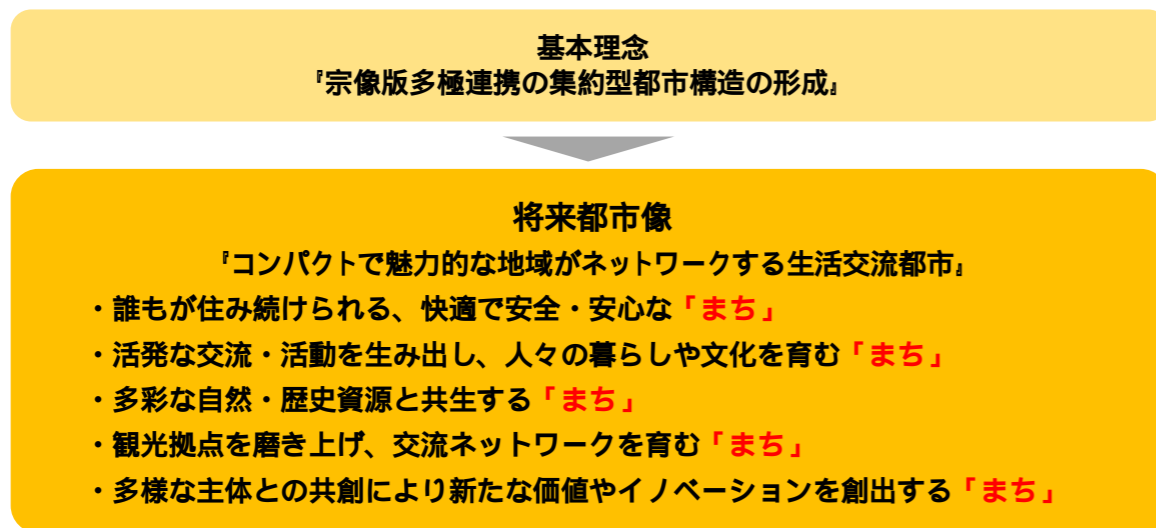 基本理念
『宗像版多極連携の集約型都市構造の形成』
将来都市像
『コンパクトで魅力的な地域がネットワークする生活交流都市』
・誰もが住み続けられる、快適で安全・安心な「まち」
・活発な交流・活動を生み出し、人々の暮らしや文化を育む「まち」
・多彩な自然・歴史資源と共生する「まち」
・観光拠点を磨き上げ、交流ネットワークを育む「まち」
・多様な主体との共創により新たな価値やイノベーションを創出する「まち」